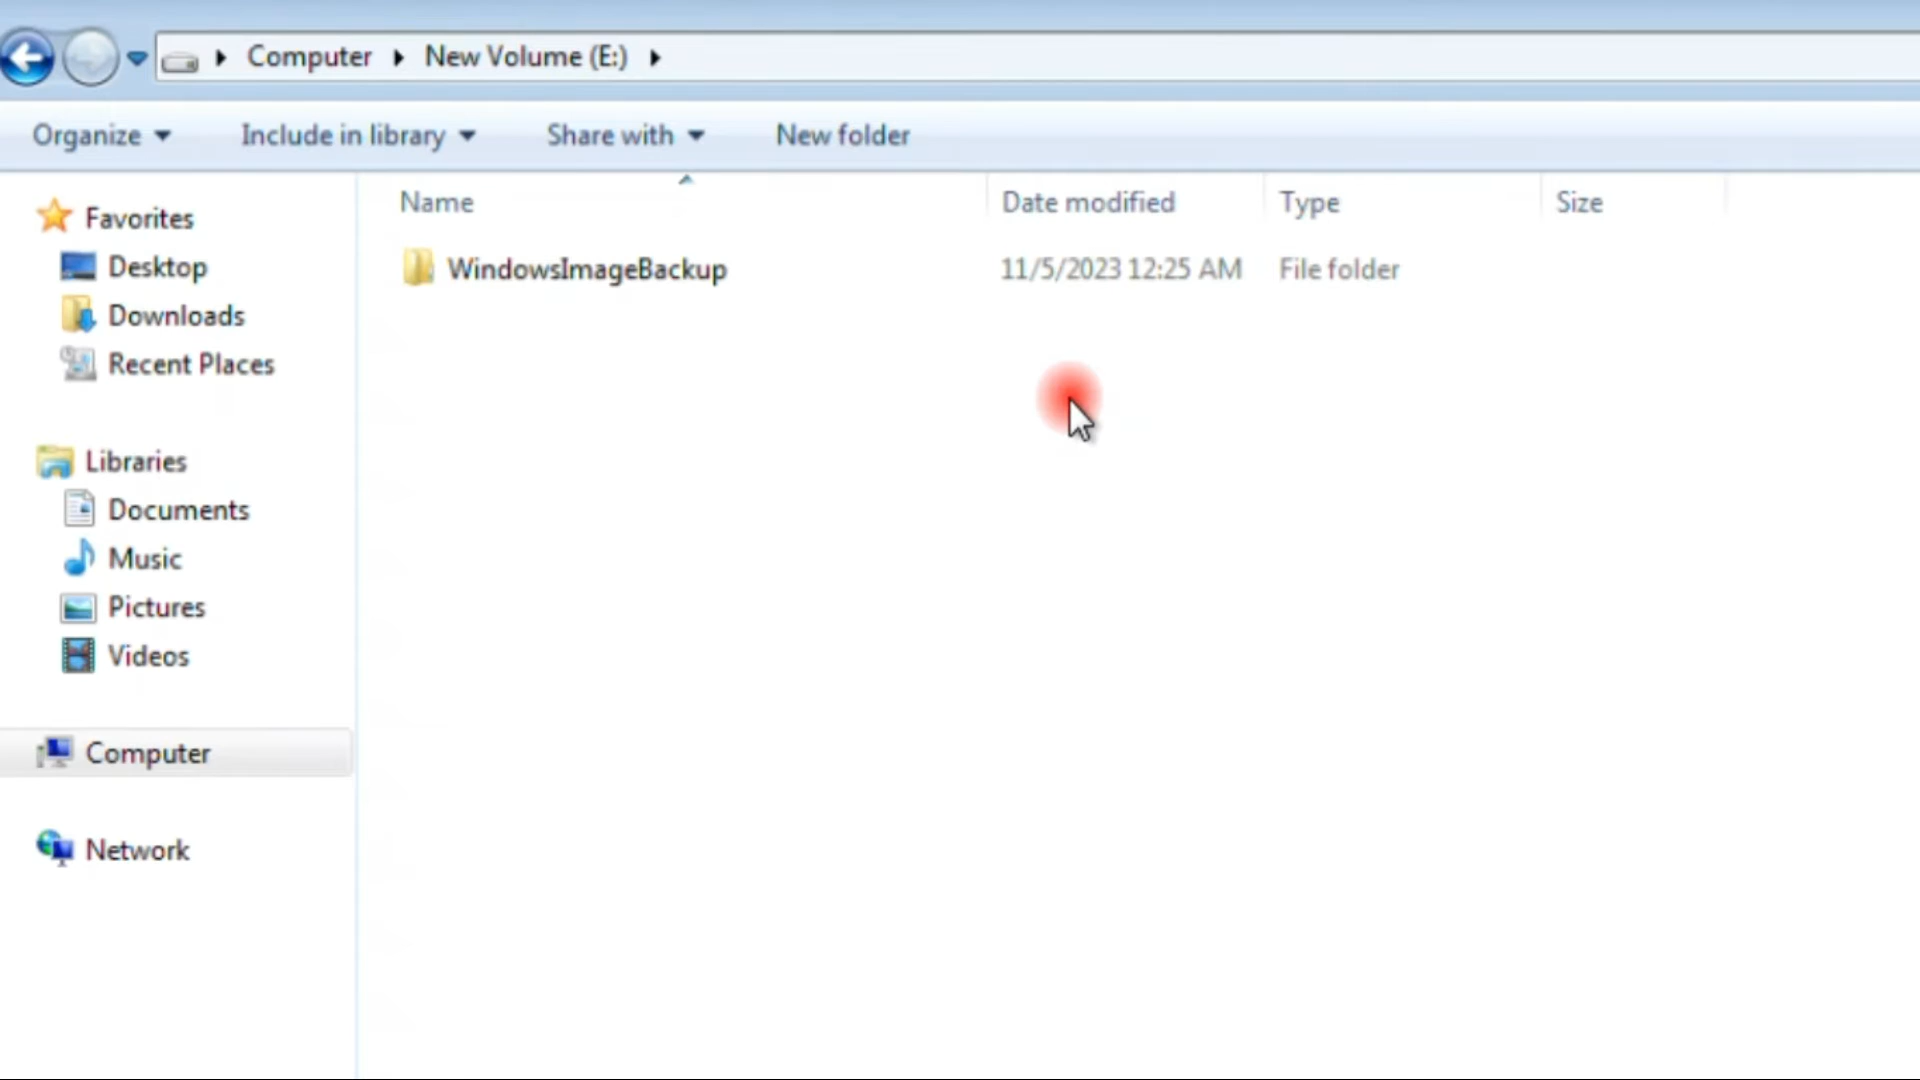 Computer New Volume (E:)
Organize Include in library Share with New folder
Name Date modified Type Size
WindowsImageBackup 11/5/2023 12:25 AM File folder
Favorites
Desktop
Downloads
Recent Places
Libraries
Documents
Music
Pictures
Videos
Computer
Network